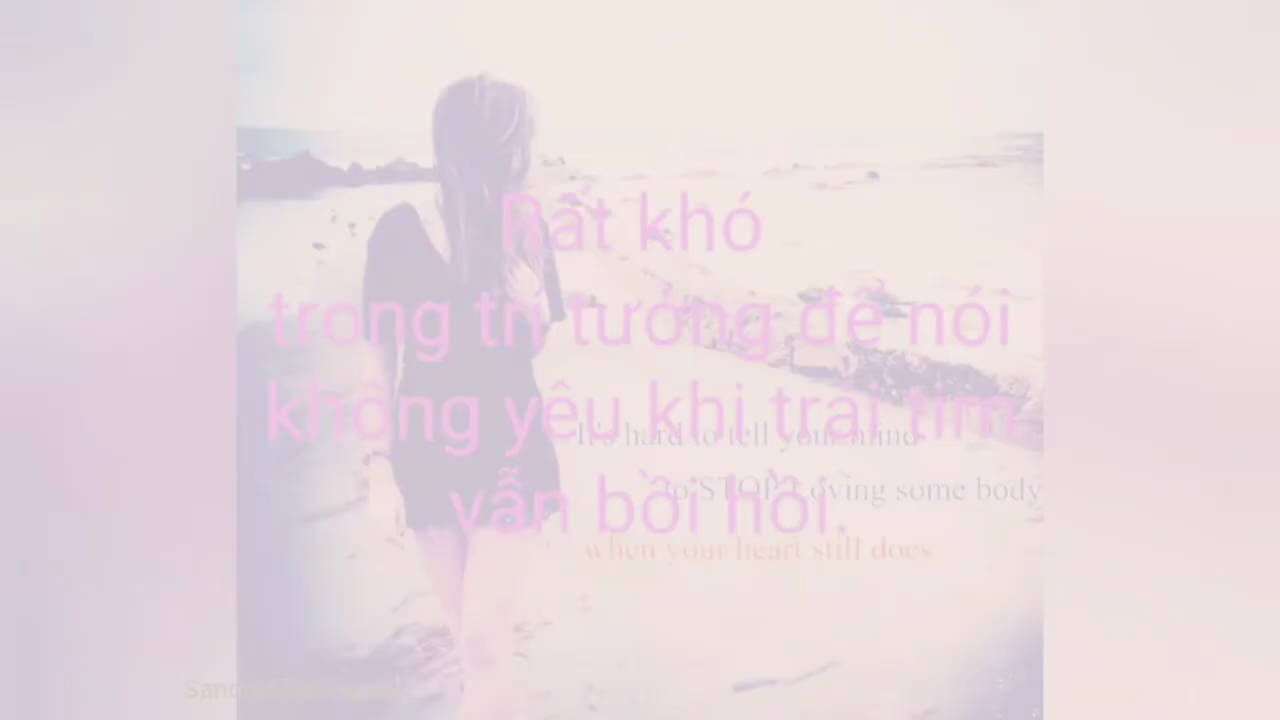 Rất khó
trong trí tưởng để nói
không yêu khi trái tim
vẫn bồi hồi.
It's hard to tell your mind
to STOP Loving some body
when your heart still does